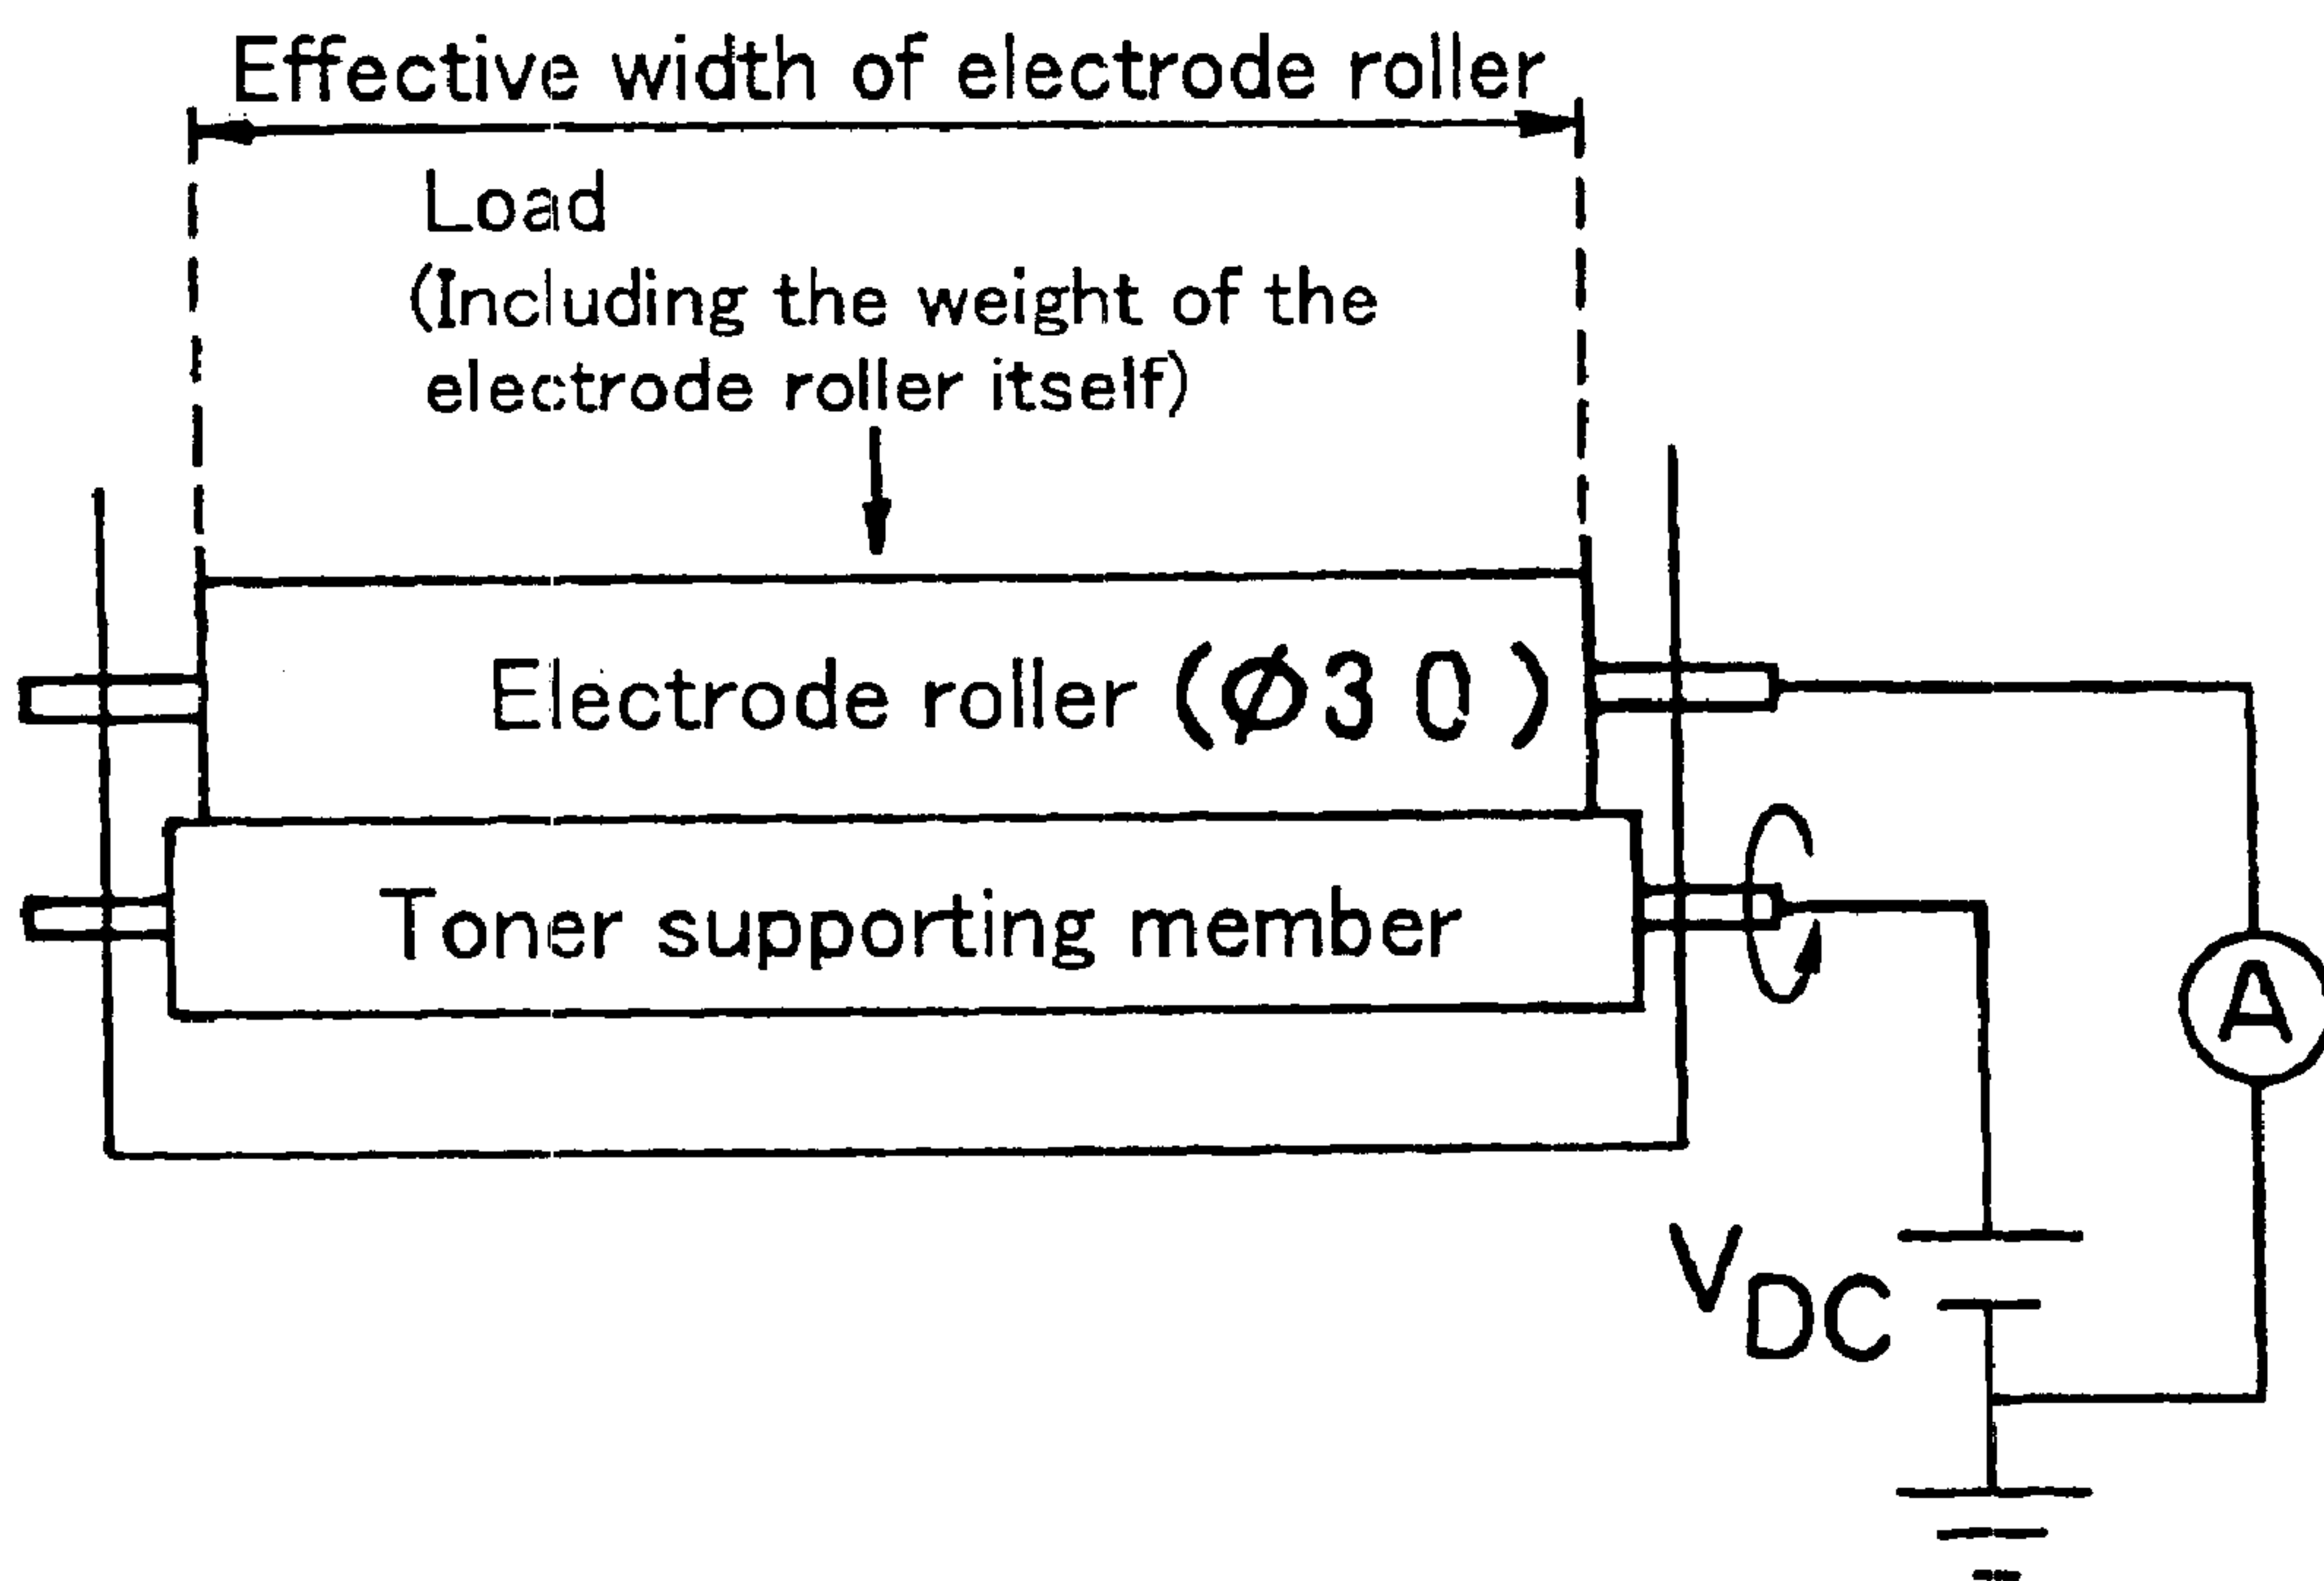 Effective width of electrode roller
Load
(Including the weight of the
electrode roller itself)
Electrode roller (Ø30)
Toner supporting member
A
VDC